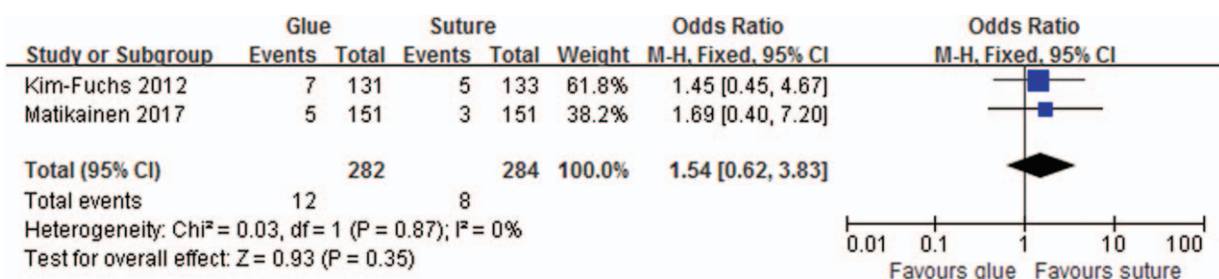 Glue Suture Odds Ratio Odds Ratio
Study or Subgroup Events Total Events Total Weight M-H, Fixed, 95% CI M-H, Fixed, 95% CI
Kim-Fuchs 2012 7 131 5 133 61.8% 1.45 [0.45, 4.67]
Matikainen 2017 5 151 3 151 38.2% 1.69 [0.40, 7.20]
Total (95% CI) 282 284 100.0% 1.54 [0.62, 3.83]
Total events 12 8
Heterogeneity: Chi² = 0.03, df = 1 (P = 0.87); I² = 0%
Test for overall effect: Z = 0.93 (P = 0.35)
0.01 0.1 1 10 100
Favours glue Favours suture